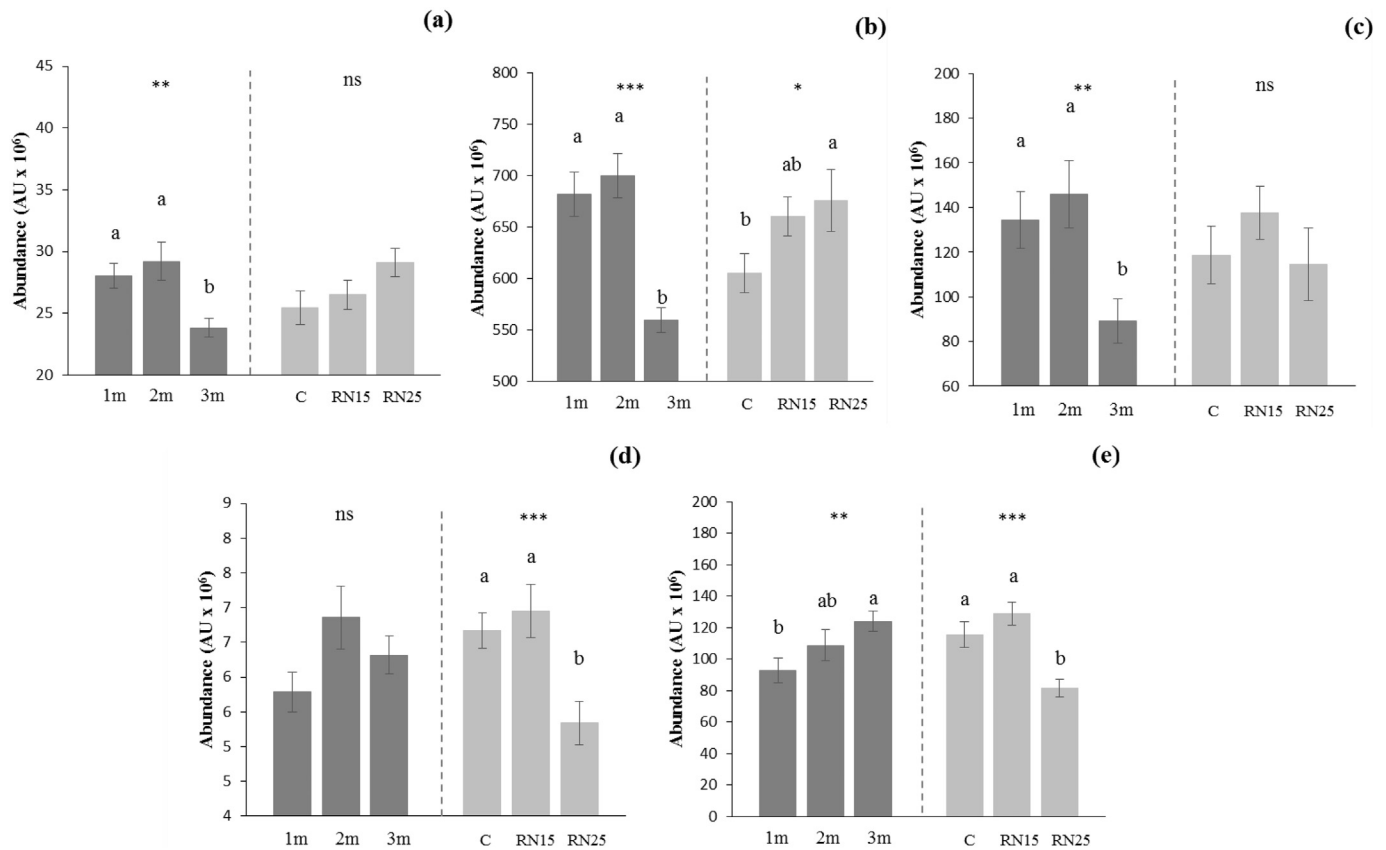 (a)
Abundance (AU x 10⁶)
45
40
35
30
25
20
**
ns
a
a
b
1m 2m 3m C RN15 RN25
(b)
Abundance (AU x 10⁶)
800
750
700
650
600
550
500
***
*
a
a
b
b
ab
a
1m 2m 3m C RN15 RN25
(c)
Abundance (AU x 10⁶)
200
180
160
140
120
100
80
60
**
ns
a
a
b
1m 2m 3m C RN15 RN25
(d)
Abundance (AU x 10⁶)
9
8
8
7
7
6
6
5
5
4
ns
***
a
a
b
1m 2m 3m C RN15 RN25
(e)
Abundance (AU x 10⁶)
200
180
160
140
120
100
80
60
40
20
0
**
***
b
ab
a
a
a
b
1m 2m 3m C RN15 RN25